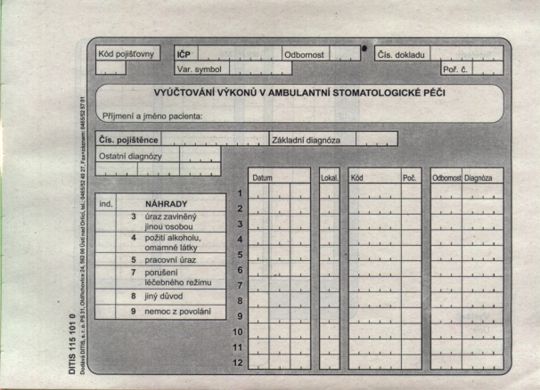 Kód pojišťovny
IČP
Odbornost
Čís. dokladu
Var. symbol
Poř. č.
VYÚČTOVÁNÍ VÝKONŮ V AMBULANTNÍ STOMATOLOGICKÉ PÉČI
Příjmení a jméno pacienta:
Čís. pojištěnce
Základní diagnóza
Ostatní diagnózy
Datum
Lokal.
Kód
Poč.
Odbornost
Diagnóza
ind.
NÁHRADY
3 úraz zaviněný
jinou osobou
4 požití alkoholu,
omamné látky
5 pracovní úraz
7 porušení
léčebného režimu
8 jiný důvod
9 nemoc z povolání
1
2
3
4
5
6
7
8
9
10
11
12
DITIS 115 101 0